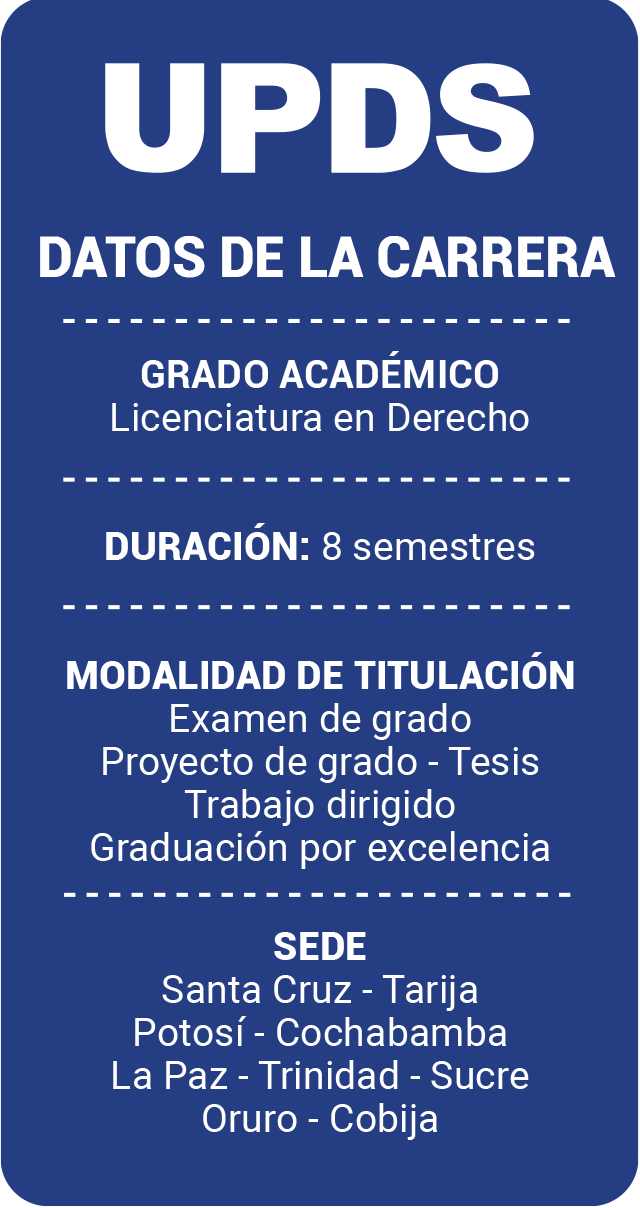 UPDS
DATOS DE LA CARRERA
GRADO ACADÉMICO
Licenciatura en Derecho
DURACIÓN: 8 semestres
MODALIDAD DE TITULACIÓN
Examen de grado
Proyecto de grado - Tesis
Trabajo dirigido
Graduación por excelencia
SEDE
Santa Cruz - Tarija
Potosí - Cochabamba
La Paz - Trinidad - Sucre
Oruro - Cobija